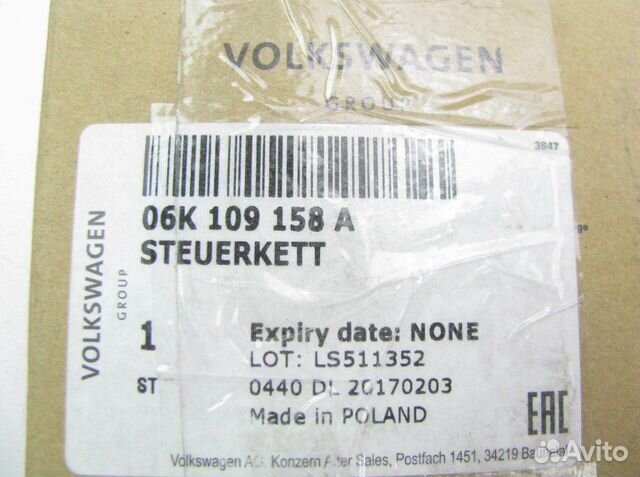 VOLKSWAGEN
GROUP
3847
06K 109 158 A
STEUERKETT
VOLKSWAGEN
GROUP
1
ST
Expiry date: NONE
LOT: LS511352
0440 DL 20170203
Made in POLAND
EAC
Volkswagen AG, Konzern After Sales, Postfach 1451, 34219
Avito